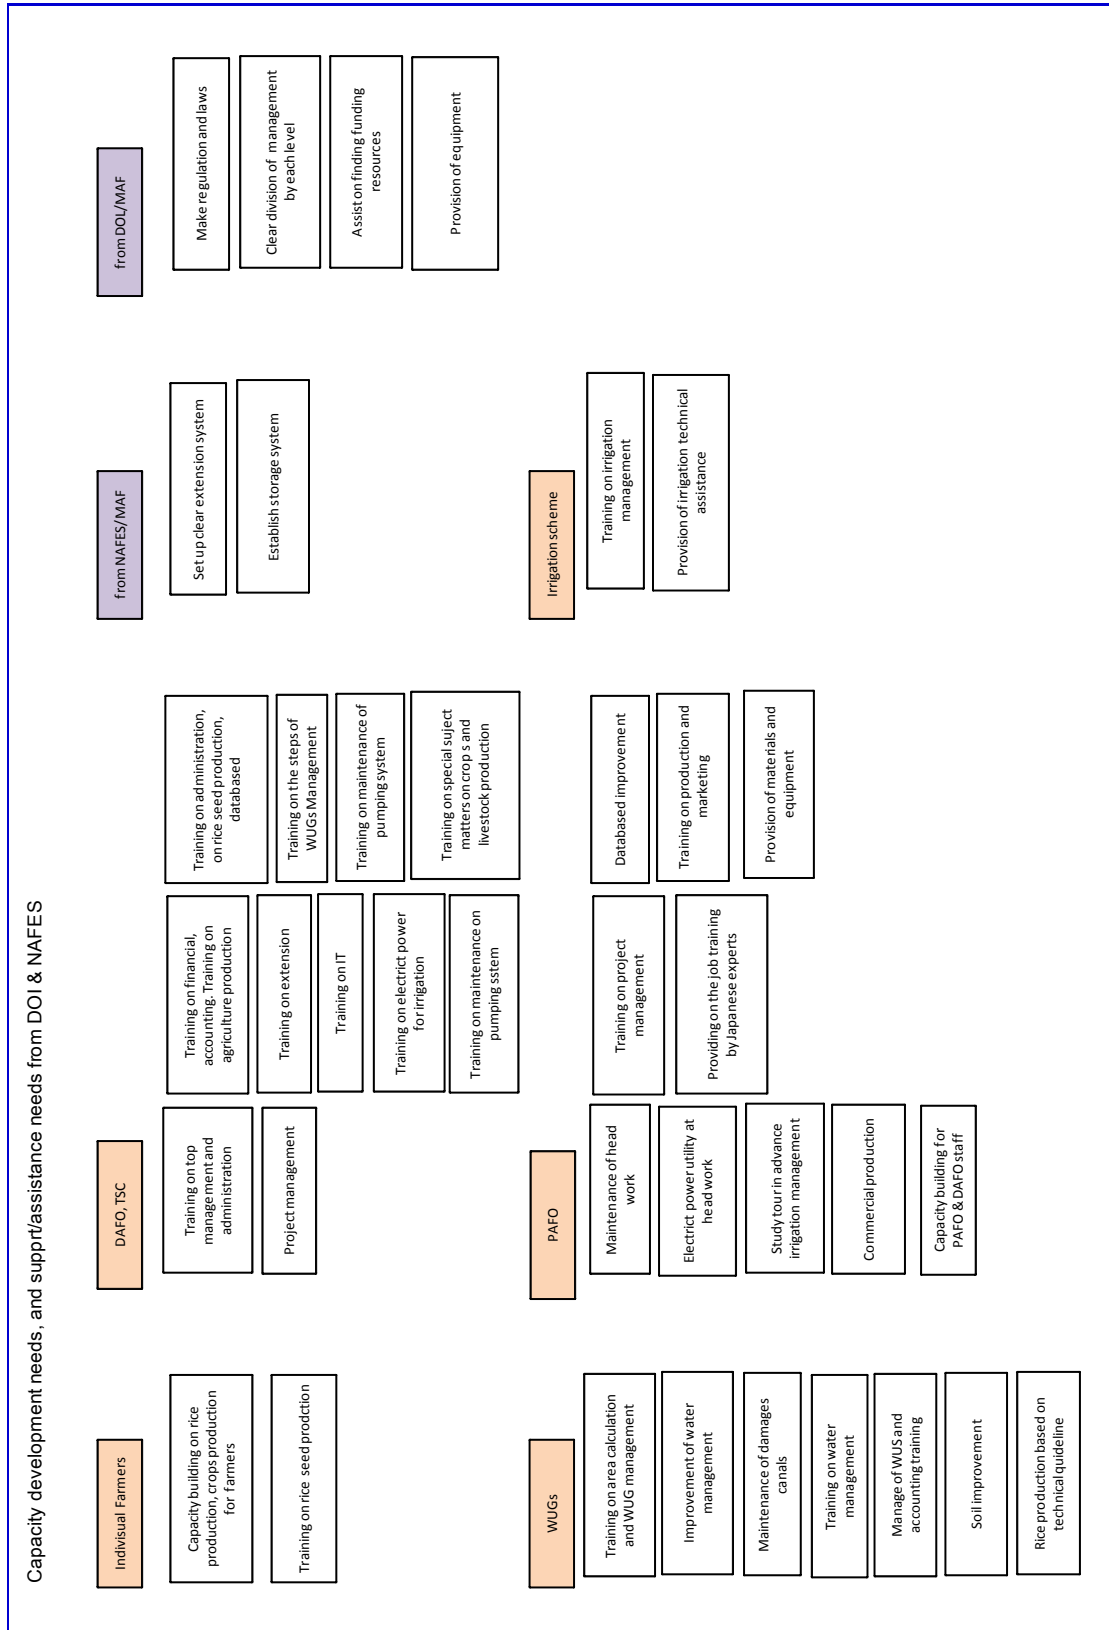 Capacity development needs, and supprt/assistance needs from DOI & NAFES
Indivisual Farmers
Capacity building on rice
production, crops production
for farmers
Training on rice seed prodction
DAFO, TSC
Training on top
management and
administration
Project management
Training on financial,
accounting. Training on
agriculture production
Training on extension
Training on IT
Training on electrict power
for irrigation
Training on maintenance on
pumping sstem
Training on administration,
on rice seed production,
databased
Training on the steps of
WUGs Management
Training on maintenance of
pumping system
Training on special suject
matters on crop s and
livestock production
from NAFES/MAF
Set up clear extension system
Establish storage system
from DOL/MAF
Make regulation and laws
Clear division of management
by each level
Assist on finding funding
resources
Provision of equipment
WUGs
Training on area calculation
and WUG management
Improvement of water
management
Maintenance of damages
canals
Training on water
management
Manage of WUS and
accounting training
Soil improvement
Rice production based on
technical quideline
PAFO
Maintenance of head
work
Electrict power utility at
head work
Study tour in advance
irrigation management
Commercial production
Capacity building for
PAFO & DAFO staff
Training on project
management
Providing on the job training
by Japanese experts
Databased improvement
Training on production and
marketing
Provision of materials and
equipment
Irrigation scheme
Training on irrigation
management
Provision of irrigation technical
assistance